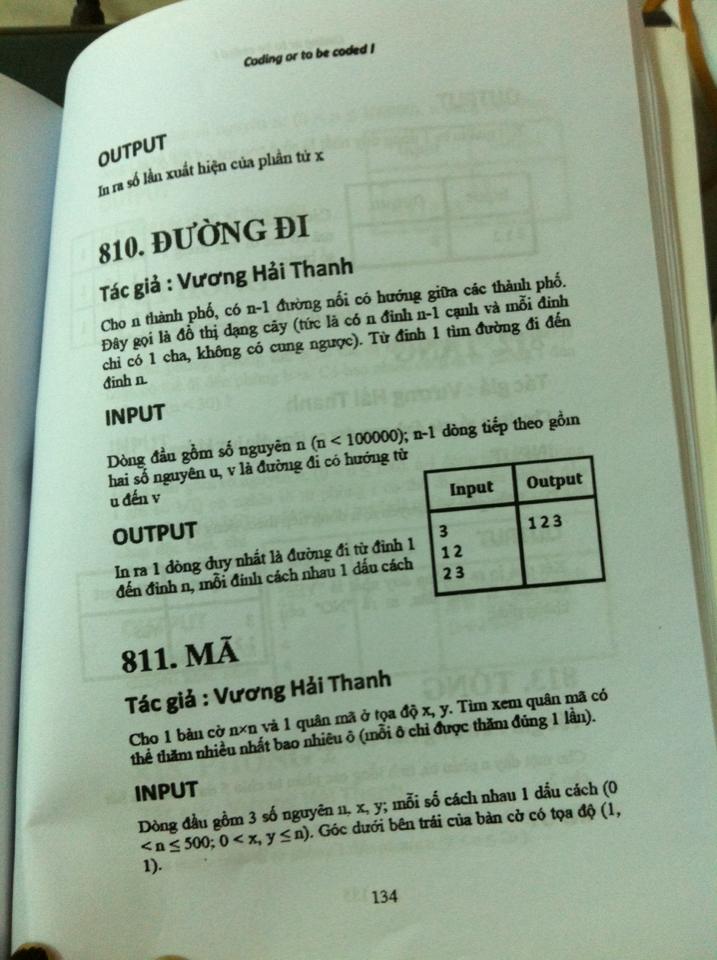 Coding or to be coded !
OUTPUT
In ra số lần xuất hiện của phần tử x
810. ĐƯỜNG ĐI
Tác giả : Vương Hải Thanh
Cho n thành phố, có n-1 đường nối có hướng giữa các thành phố.
Đây gọi là đồ thị dạng cây (tức là có n đỉnh n-1 cạnh và mỗi đỉnh
chỉ có 1 cha, không có cung ngược). Từ đỉnh 1 tìm đường đi đến
đỉnh n.
INPUT
Dòng đầu gồm số nguyên n (n < 100000); n-1 dòng tiếp theo gồm
hai số nguyên u, v là đường đi có hướng từ
u đến v
OUTPUT
In ra 1 dòng duy nhất là đường đi từ đỉnh 1
đến đỉnh n, mỗi đỉnh cách nhau 1 dấu cách
Input Output
3 1 2 3
1 2
2 3
811. MÃ
Tác giả : Vương Hải Thanh
Cho 1 bàn cờ n×n và 1 quân mã ở tọa độ x, y. Tìm xem quân mã có
thể thăm nhiều nhất bao nhiêu ô (mỗi ô chỉ được thăm đúng 1 lần).
INPUT
Dòng đầu gồm 3 số nguyên n, x, y; mỗi số cách nhau 1 dấu cách (0
< n ≤ 500; 0 < x, y ≤ n). Góc dưới bên trái của bàn cờ có tọa độ (1,
1).
134